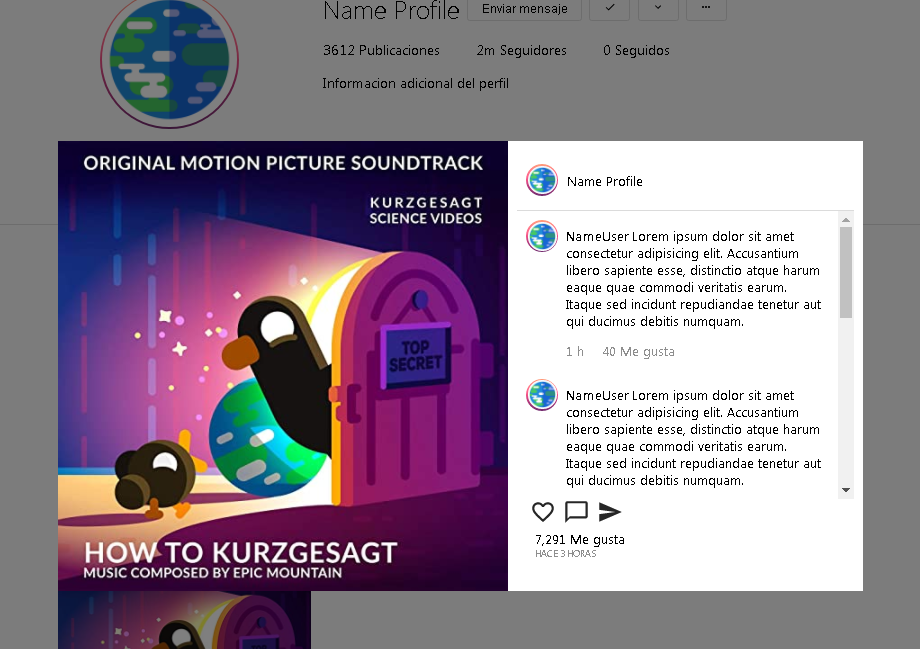 Name Profile
Enviar mensaje
3612 Publicaciones 2m Seguidores 0 Seguidos
Informacion adicional del perfil
ORIGINAL MOTION PICTURE SOUNDTRACK
KURZGESAGT
SCIENCE VIDEOS
TOP
SECRET
HOW TO KURZGESAGT
MUSIC COMPOSED BY EPIC MOUNTAIN
Name Profile
NameUser Lorem ipsum dolor sit amet
consectetur adipisicing elit. Accusantium
libero sapiente esse, distinctio atque harum
eaque quae commodi veritatis earum.
Itaque sed incidunt repudiandae tenetur aut
qui ducimus debitis numquam.
1 h 40 Me gusta
NameUser Lorem ipsum dolor sit amet
consectetur adipisicing elit. Accusantium
libero sapiente esse, distinctio atque harum
eaque quae commodi veritatis earum.
Itaque sed incidunt repudiandae tenetur aut
qui ducimus debitis numquam.
7,291 Me gusta
HACE 3 HORAS